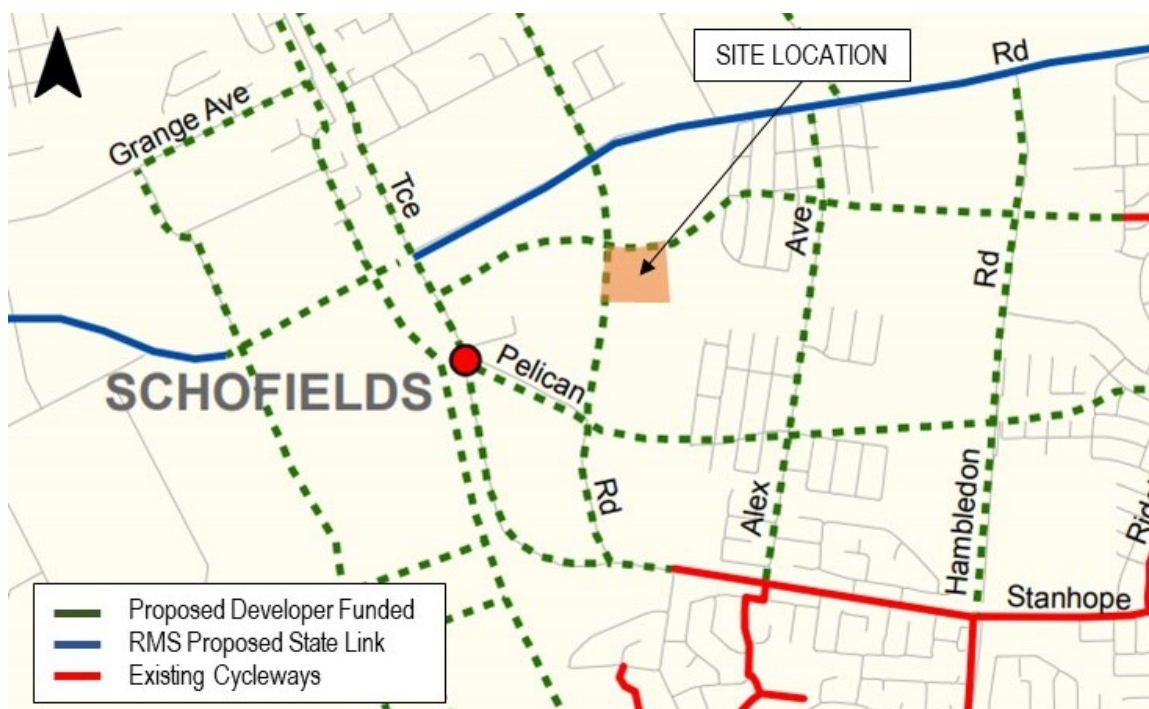 SITE LOCATION
Rd
Grange Ave
Tce
Ave
Rd
Pelican
SCHOFIELDS
Rd
Alex
Hambledon
Stanhope
Proposed Developer Funded
RMS Proposed State Link
Existing Cycleways